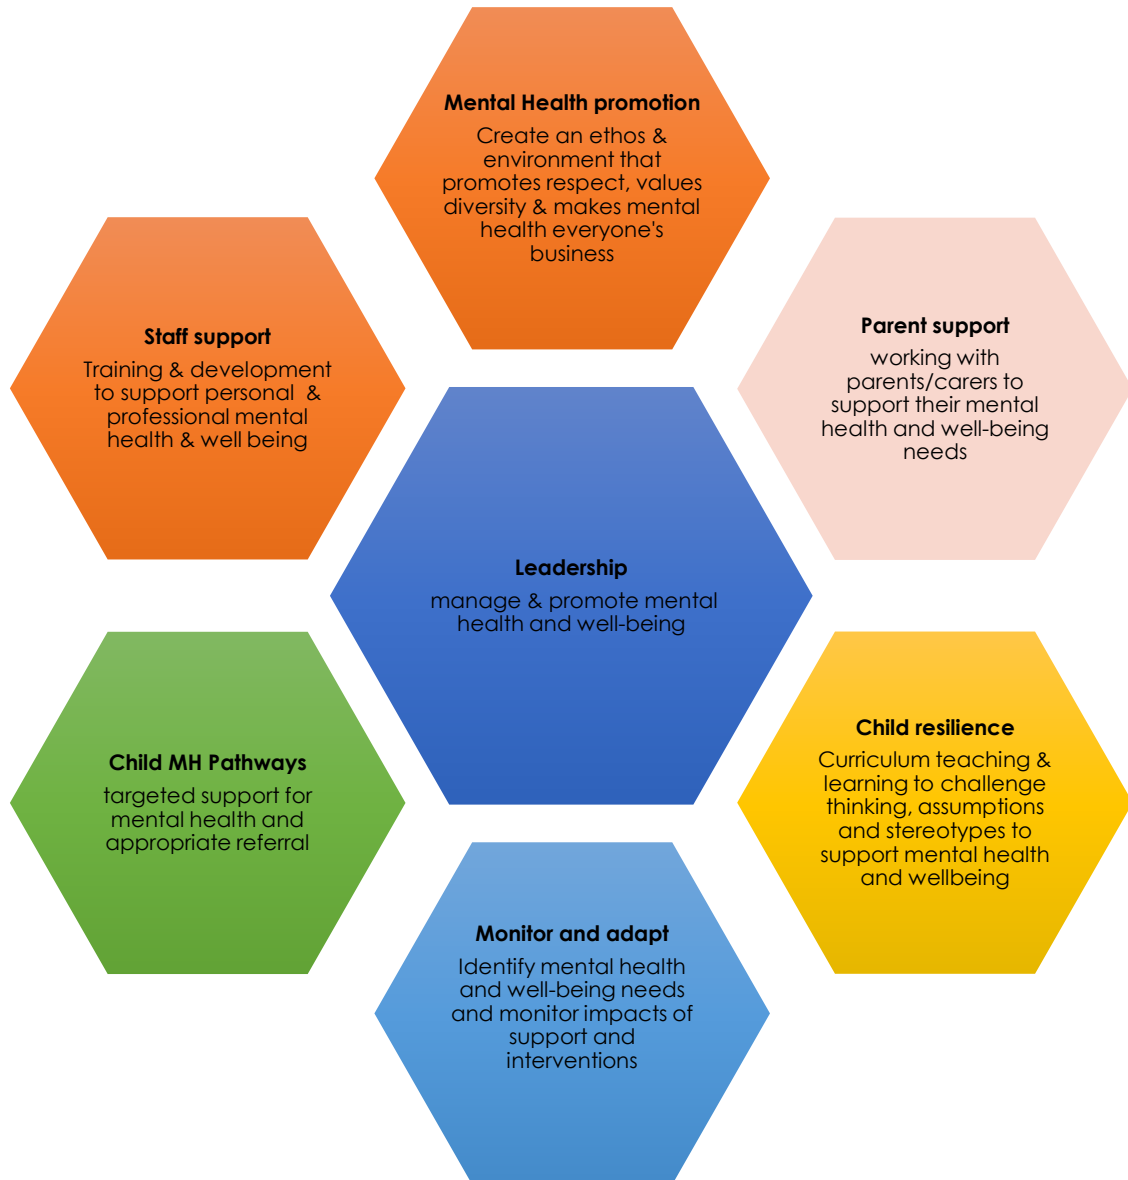 Mental Health promotion
Create an ethos &
environment that
promotes respect, values
diversity & makes mental
health everyone's
business
Staff support
Training & development
to support personal & 
professional mental
health & well being
Parent support
working with
parents/carers to
support their mental
health and well-being
needs
Leadership
manage & promote mental
health and well-being
Child MH Pathways
targeted support for
mental health and
appropriate referral
Child resilience
Curriculum teaching &
learning to challenge
thinking, assumptions
and stereotypes to
support mental health
and wellbeing
Monitor and adapt
Identify mental health
and well-being needs
and monitor impacts of
support and
interventions